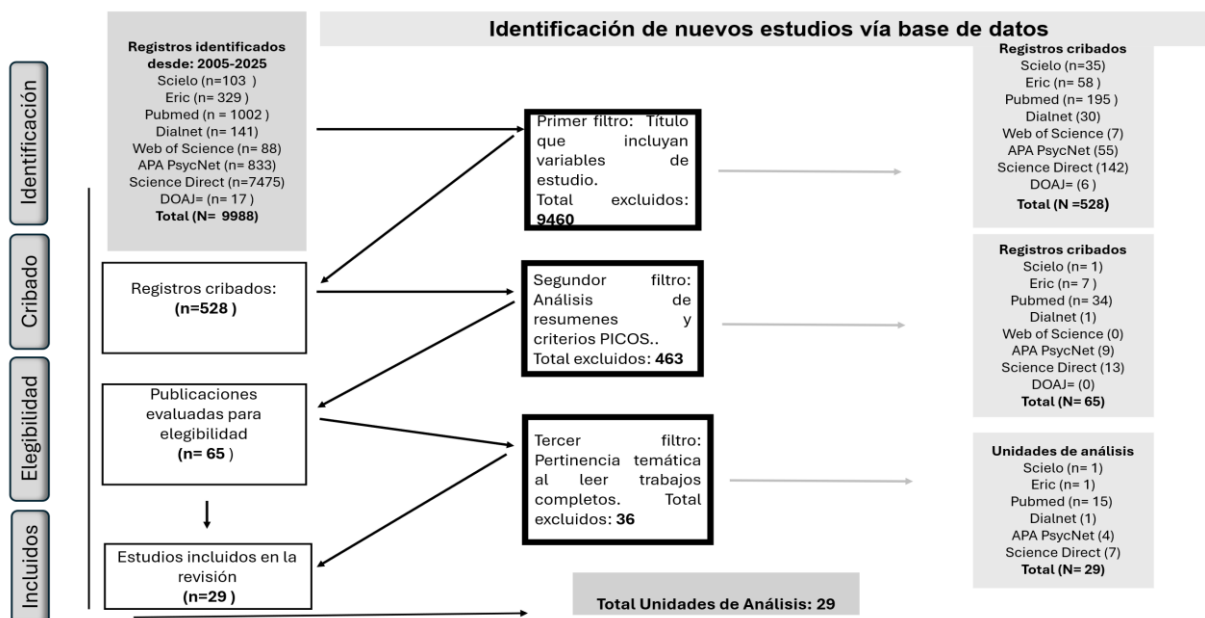 Identificación de nuevos estudios vía base de datos
Identificación
Registros identificados
desde: 2005-2025
Scielo (n=103 )
Eric (n= 329 )
Pubmed (n = 1002 )
Dialnet (n= 141)
Web of Science (n= 88)
APA PsycNet (n= 833)
Science Direct (n=7475)
DOAJ= (n= 17 )
Total (N= 9988)
Primer filtro: Título
que incluyan
variables de
estudio.
Total excluidos:
9460
Registros cribados
Scielo (n=35)
Eric (n= 58 )
Pubmed (n= 195 )
Dialnet (30)
Web of Science (7)
APA PsycNet (55)
Science Direct (142)
DOAJ= (6 )
Total (N =528)
Cribado
Registros cribados:
(n=528 )
Segundor filtro:
Análisis de
resumenes y
criterios PICOS..
Total excluidos: 463
Registros cribados
Scielo (n= 1)
Eric (n= 7 )
Pubmed (n= 34)
Dialnet (1)
Web of Science (0)
APA PsycNet (9)
Science Direct (13)
DOAJ= (0)
Total (N= 65)
Elegibilidad
Publicaciones
evaluadas para
elegibilidad
(n= 65 )
Tercer filtro:
Pertinencia temática
al leer trabajos
completos. Total
excluidos: 36
Unidades de análisis
Scielo (n= 1)
Eric (n= 1)
Pubmed (n= 15)
Dialnet (1)
APA PsycNet (4)
Science Direct (7)
Total (N= 29)
Incluidos
Estudios incluidos en la
revisión
(n=29 )
Total Unidades de Análisis: 29